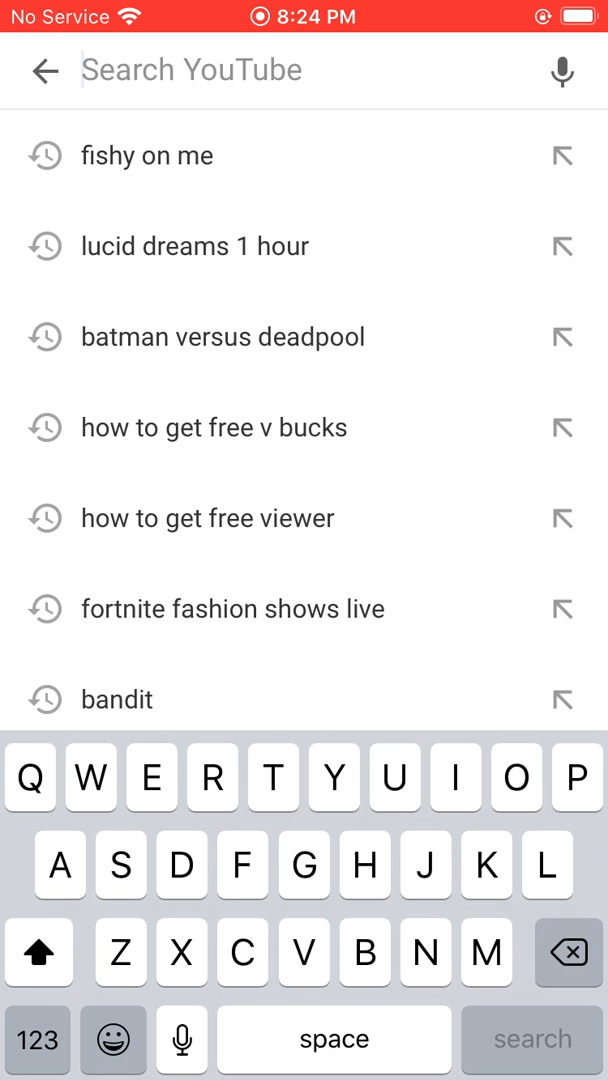 No Service 8:24 PM
Search YouTube
fishy on me
lucid dreams 1 hour
batman versus deadpool
how to get free v bucks
how to get free viewer
fortnite fashion shows live
bandit
Q W E R T Y U I O P
A S D F G H J K L
Z X C V B N M
123 space search